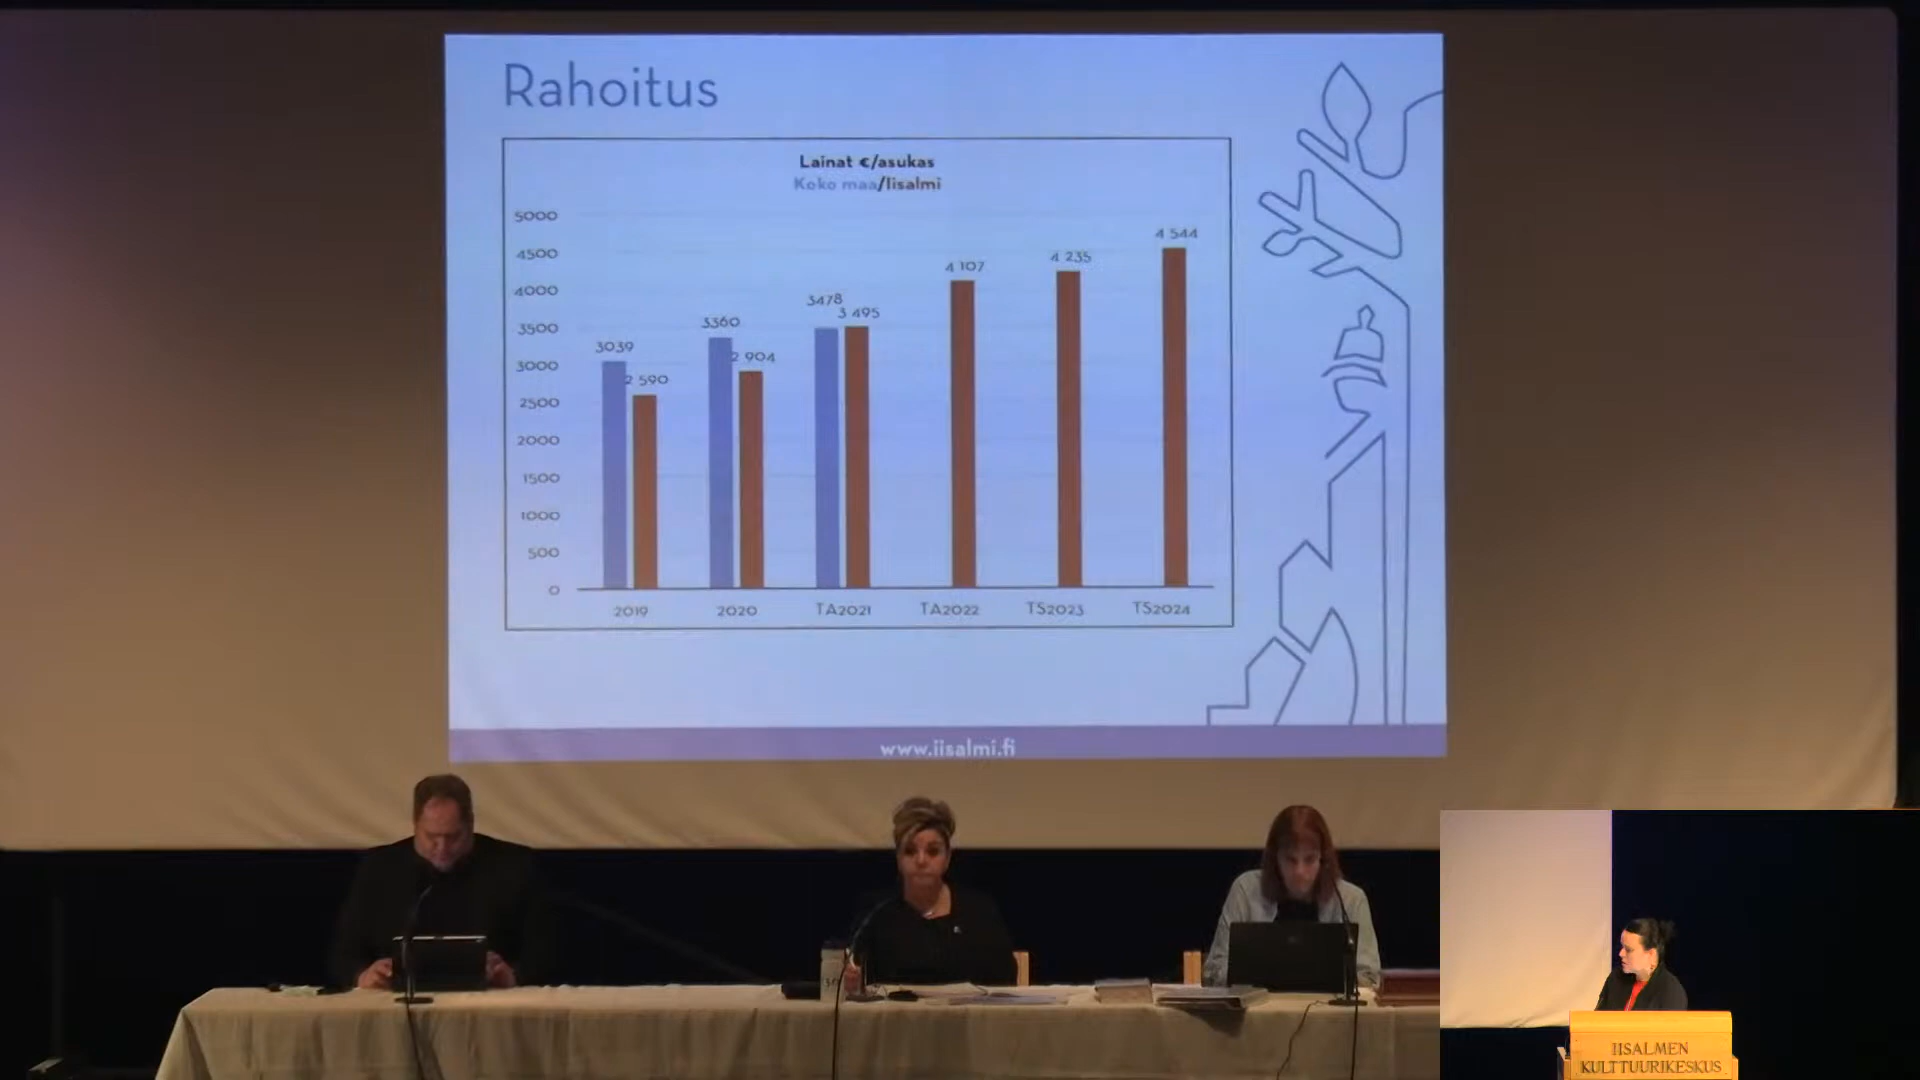 Rahoitus
Lainat €/asukas
Koko maa/Iisalmi
5000
4500
4000
3500
3000
2500
2000
1500
1000
500
0
3039
2 590
3360
2 904
3478
3 495
4 107
4 235
4 544
2019
2020
TA2021
TA2022
TS2023
TS2024
www.iisalmi.fi
IISALMEN
KULTTUURIKESKUS